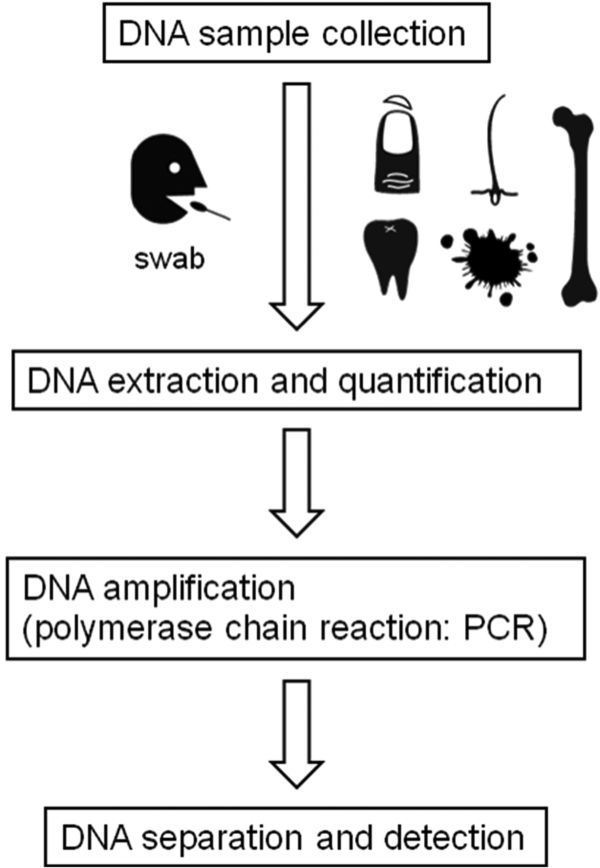 DNA sample collection
swab
DNA extraction and quantification
DNA amplification
(polymerase chain reaction: PCR)
DNA separation and detection